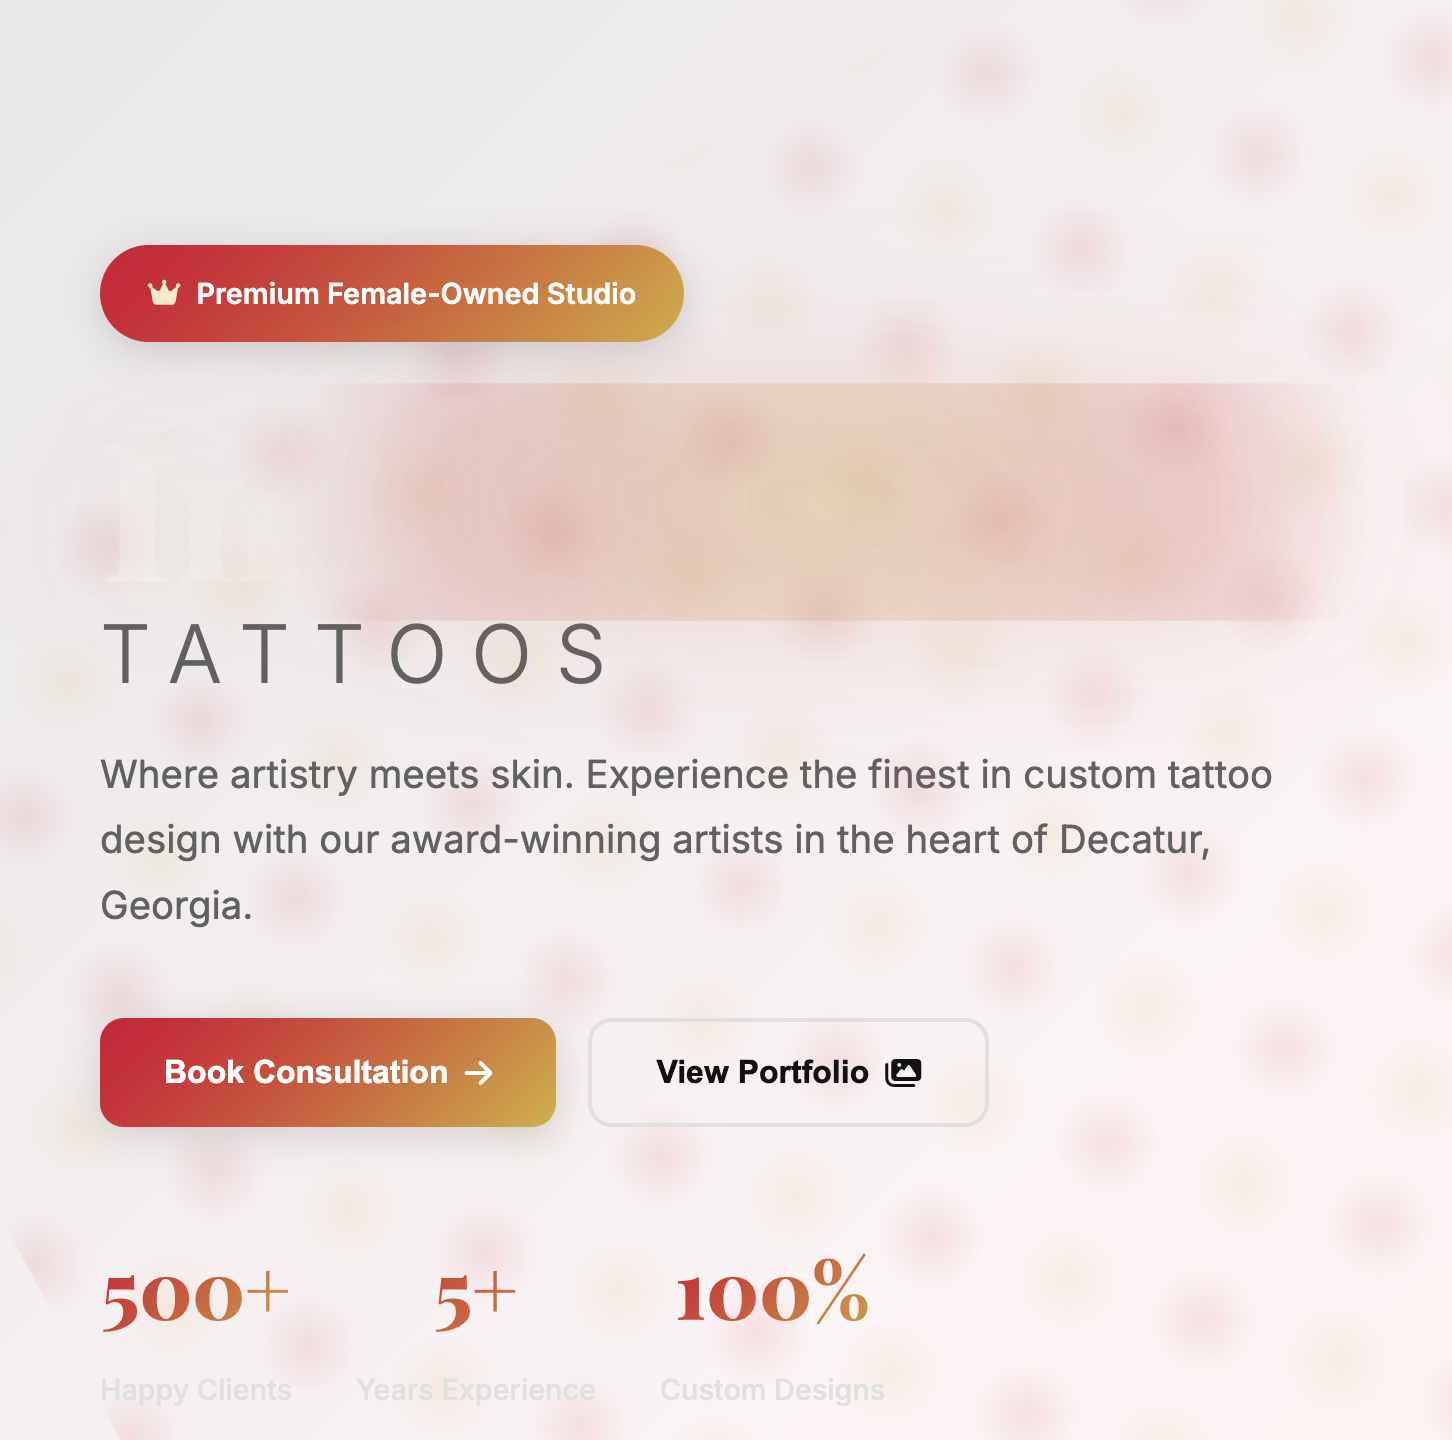 Premium Female-Owned Studio
TATTOOS
Where artistry meets skin. Experience the finest in custom tattoo
design with our award-winning artists in the heart of Decatur,
Georgia.
Book Consultation
View Portfolio
500+ 5+ 100%
Happy Clients Years Experience Custom Designs